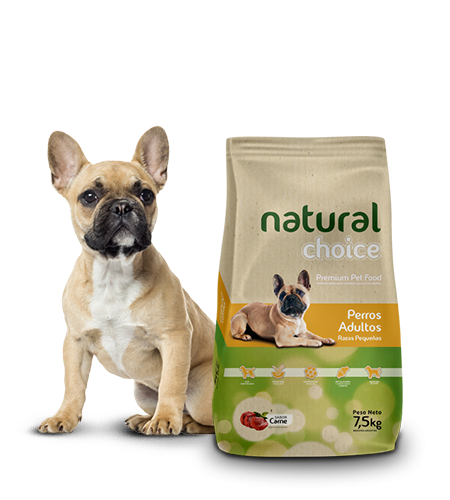 natural
choice
Premium Pet Food
Perros
Adultos
Razas Pequeñas
SABOR
Carne
Peso Neto
7,5kg